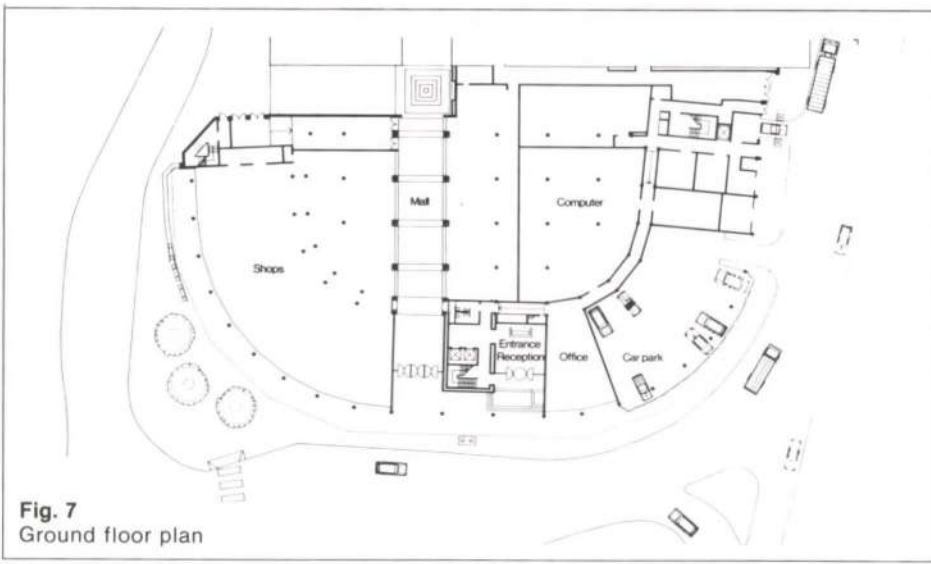 Mall
Computer
Shops
Entrance
Reception
Office
Car park
Fig. 7
Ground floor plan